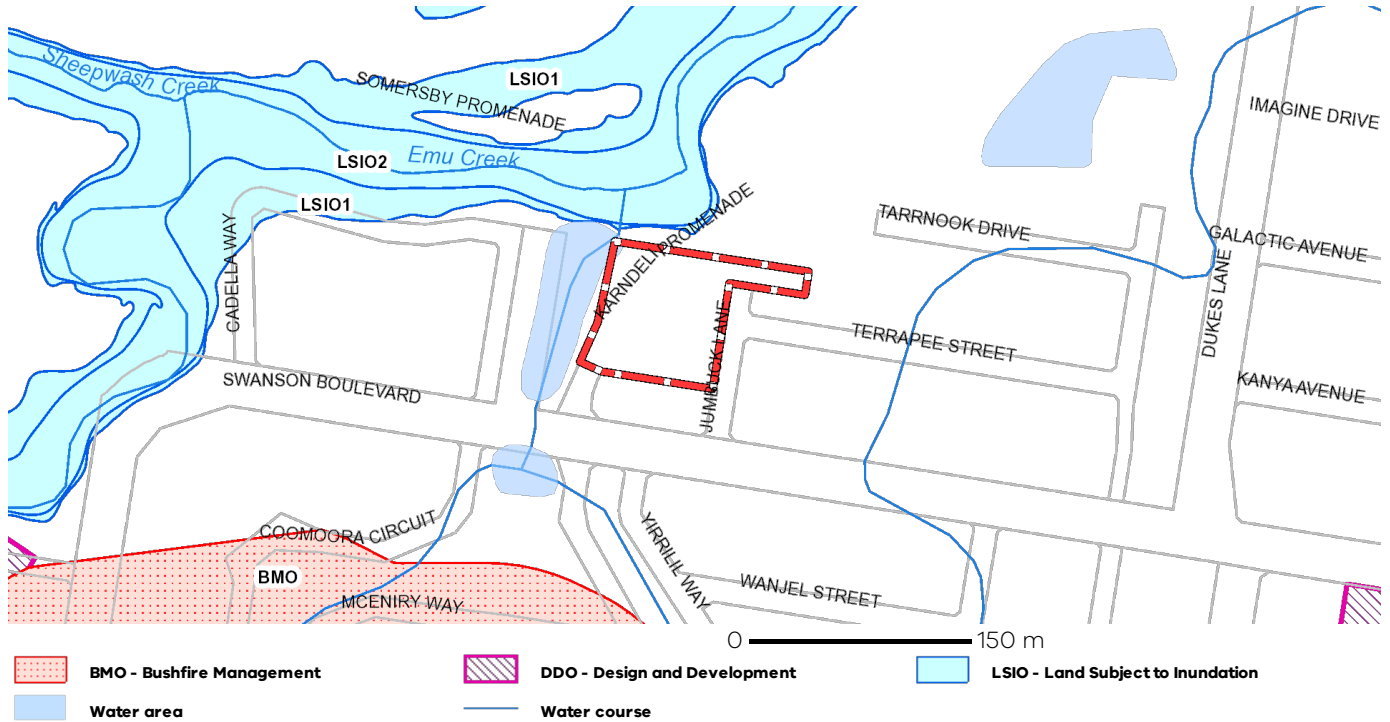 LSIO1
Sheepwash Creek
SOMERSBY PROMENADE
IMAGINE DRIVE
LSIO2
Emu Creek
LSIO1
CADELLA WAY
KARNDELI PROMENADE
TARRNOOK DRIVE
GALACTIC AVENUE
DUKES LANE
JUMBUCK LANE
TERRAPEE STREET
SWANSON BOULEVARD
KANYA AVENUE
COOMOORA CIRCUIT
YIRRILIL WAY
BMO
MCENIRY WAY
WANJEL STREET
0 150 m
BMO - Bushfire Management
DDO - Design and Development
LSIO - Land Subject to Inundation
Water area
Water course